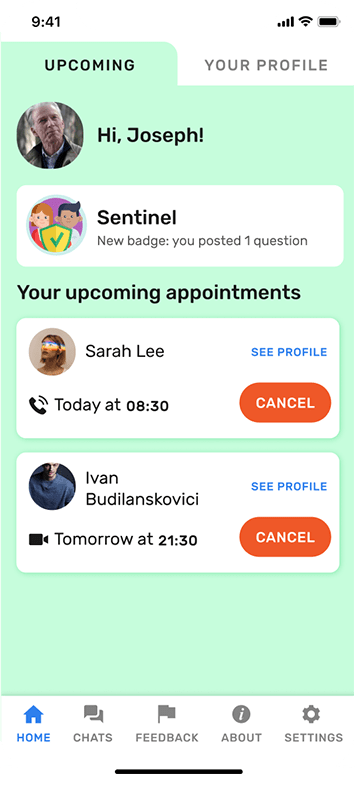 9:41
UPCOMING
YOUR PROFILE
Hi, Joseph!
Sentinel
New badge: you posted 1 question
Your upcoming appointments
Sarah Lee
SEE PROFILE
Today at 08:30
CANCEL
Ivan
Budilanskovici
SEE PROFILE
Tomorrow at 21:30
CANCEL
HOME
CHATS
FEEDBACK
ABOUT
SETTINGS